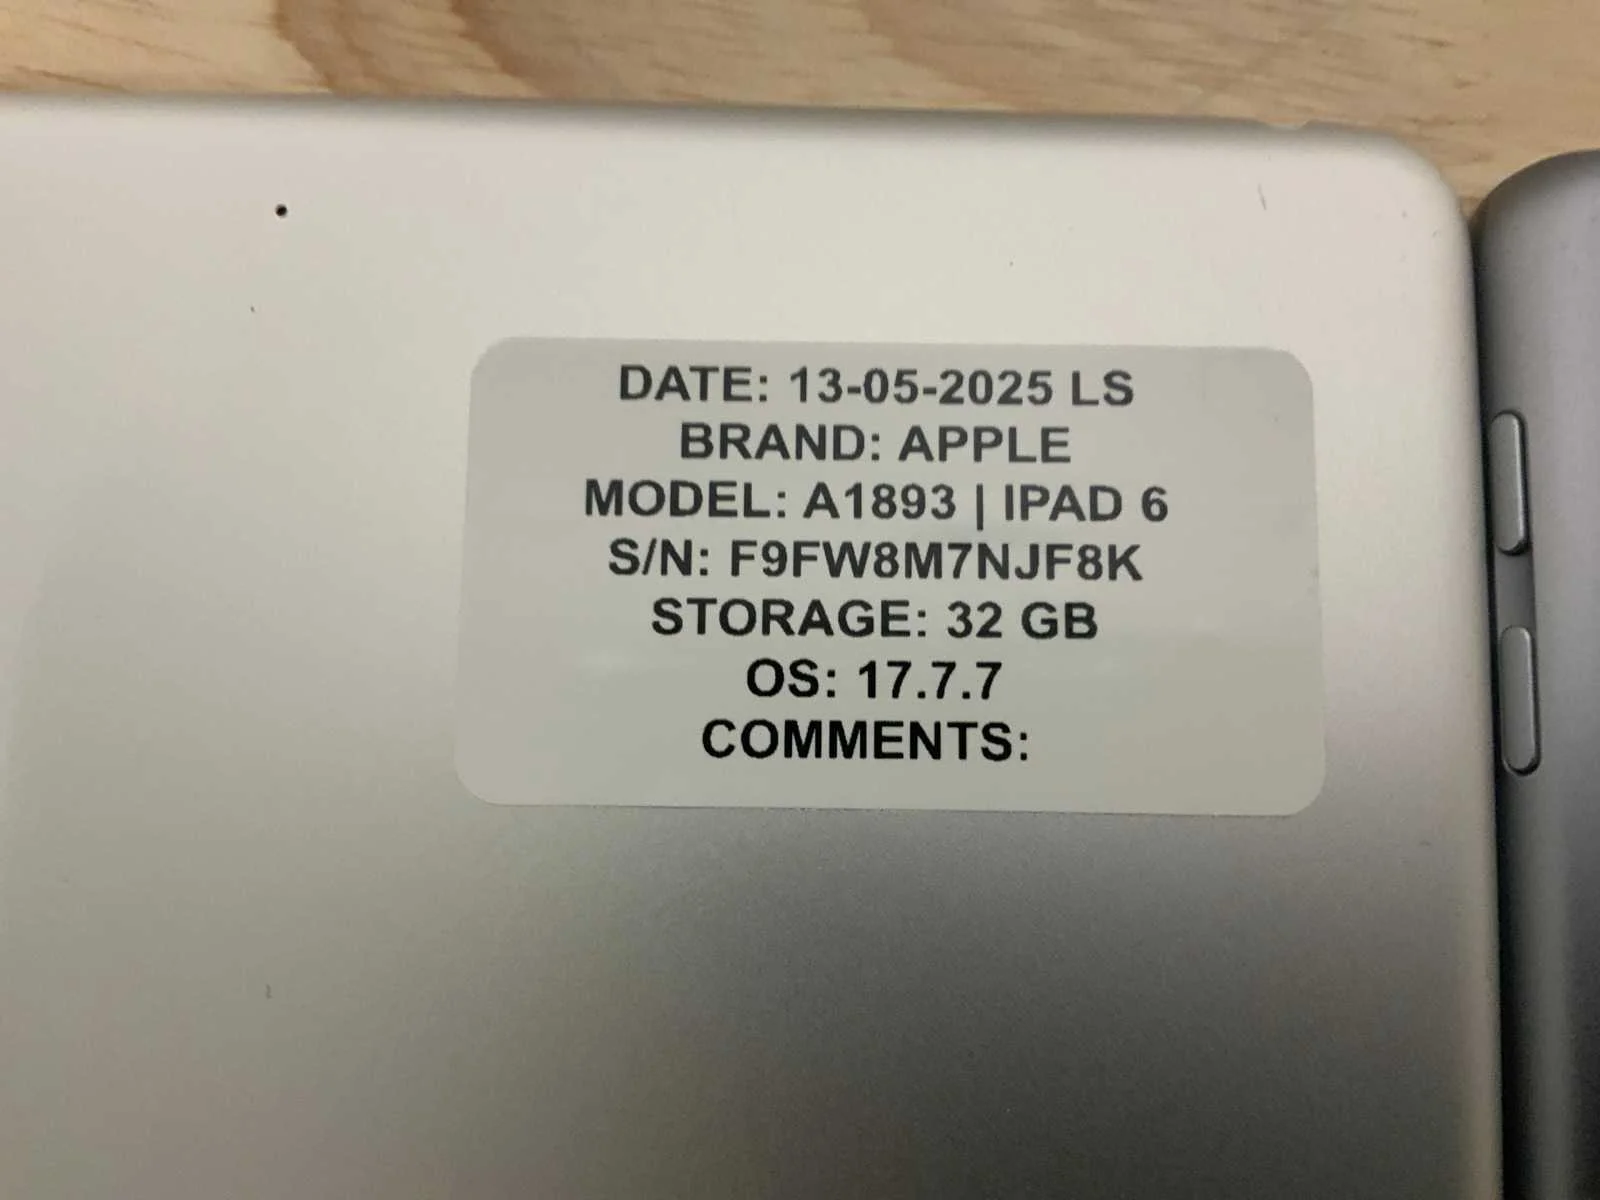 DATE: 13-05-2025 LS
BRAND: APPLE
MODEL: A1893 | IPAD 6
S/N: F9FW8M7NJF8K
STORAGE: 32 GB
OS: 17.7.7
COMMENTS: